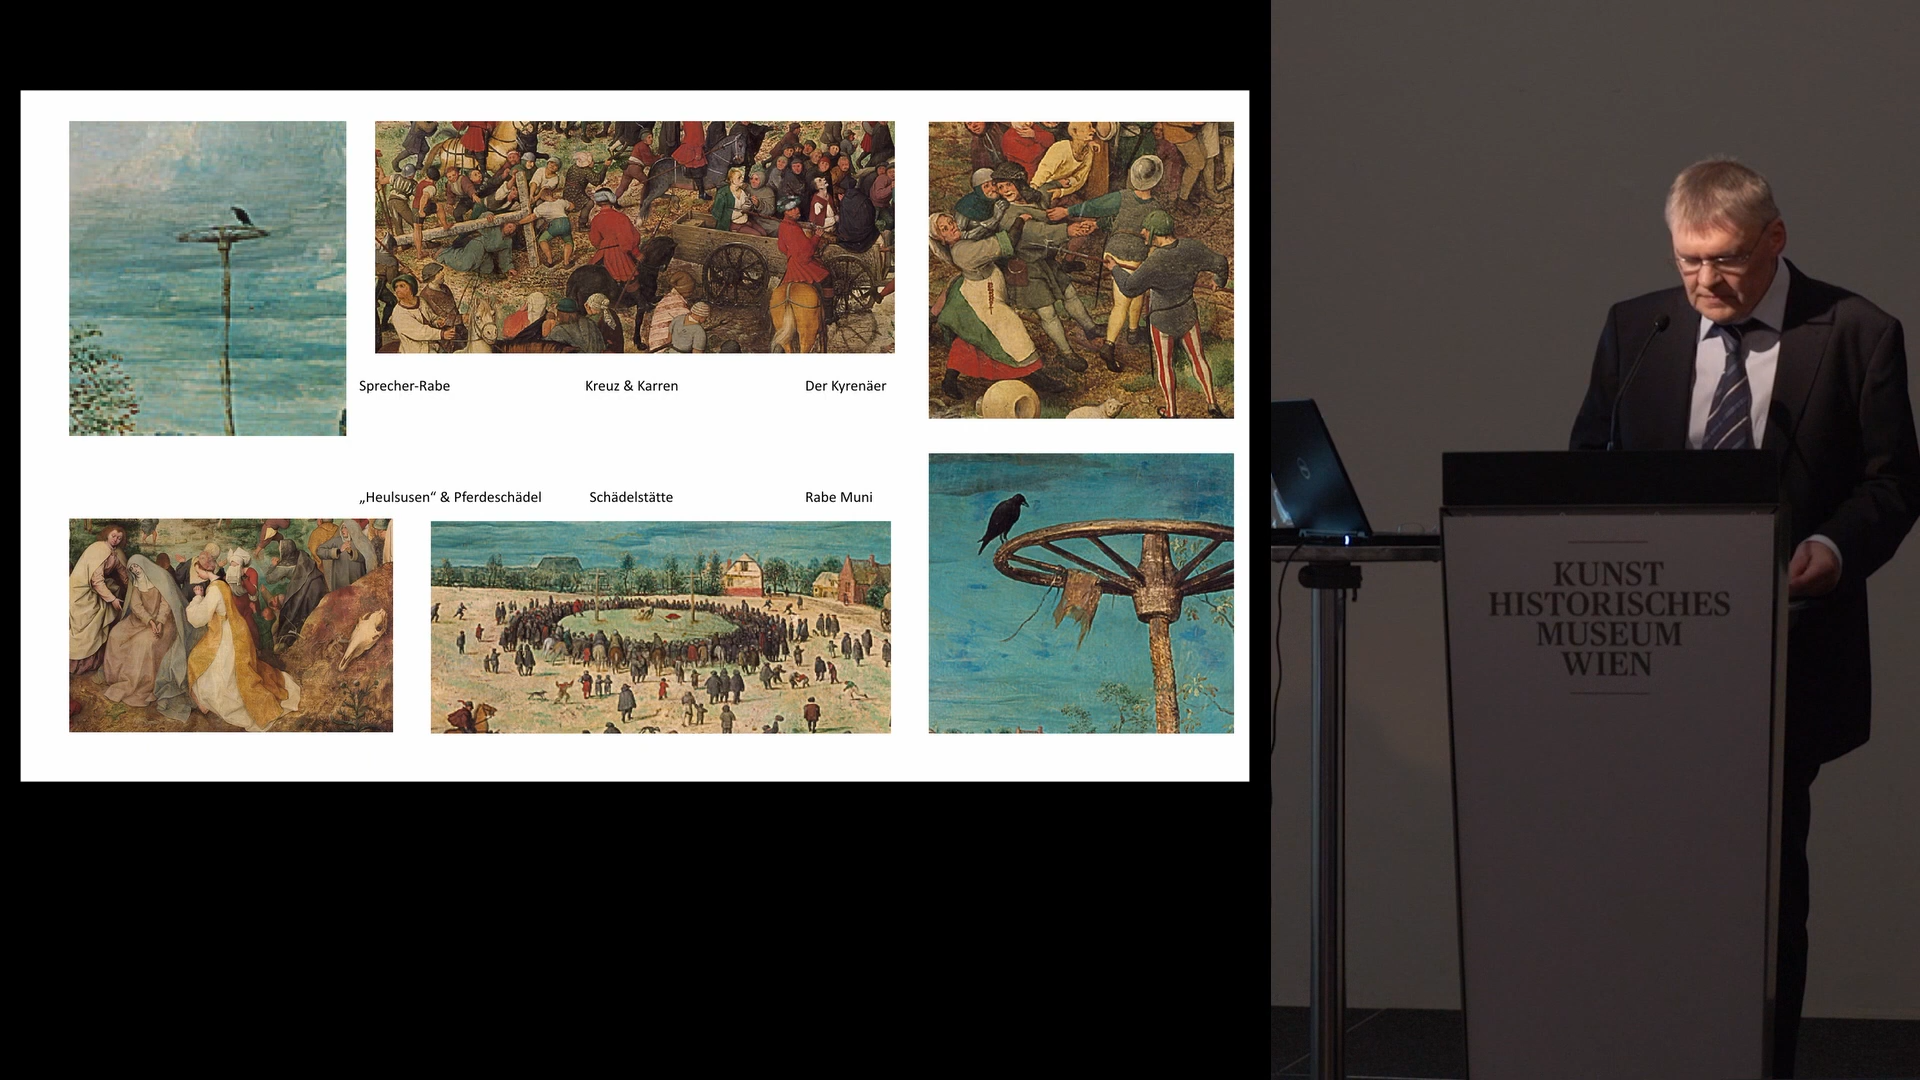 Sprecher-Rabe
Kreuz & Karren
Der Kyrenäer
„Heulsusen“ & Pferdeschädel
Schädelstätte
Rabe Muni
KUNST
HISTORISCHES
MUSEUM
WIEN